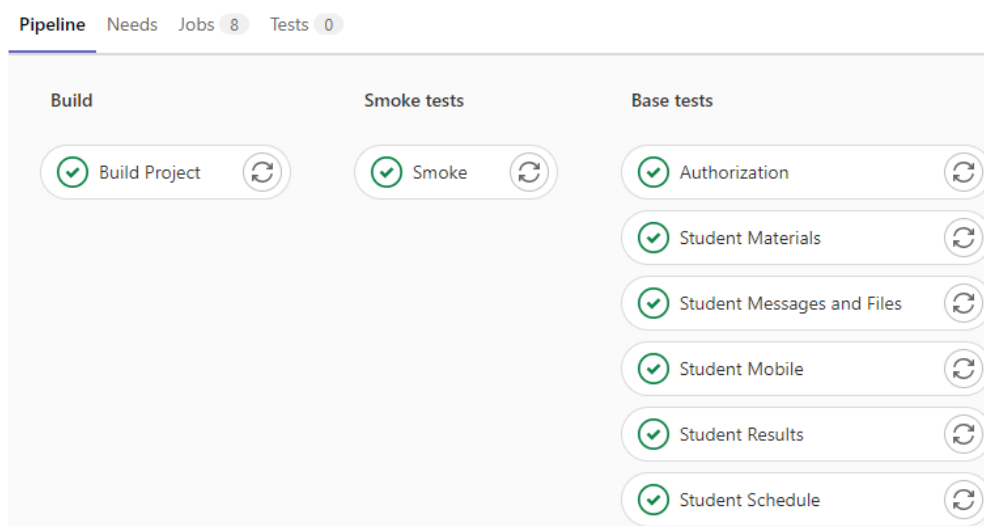 Pipeline Needs Jobs 8 Tests 0
Build
Smoke tests
Base tests
Build Project
Smoke
Authorization
Student Materials
Student Messages and Files
Student Mobile
Student Results
Student Schedule